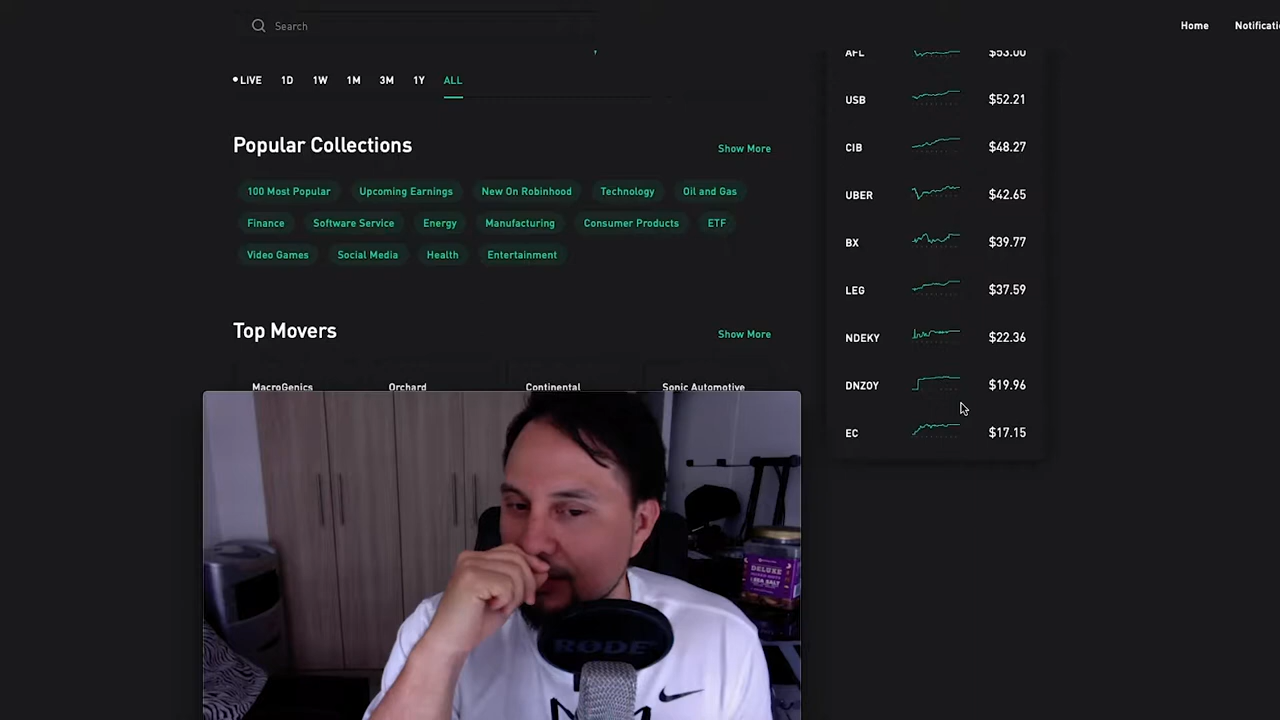 Search
Home Notificati
LIVE 1D 1W 1M 3M 1Y ALL
Popular Collections
Show More
100 Most Popular Upcoming Earnings New On Robinhood Technology Oil and Gas
Finance Software Service Energy Manufacturing Consumer Products ETF
Video Games Social Media Health Entertainment
Top Movers
Show More
MacroGenics Orchard Continental Sonic Automotive
AFL $53.00
USB $52.21
CIB $48.27
UBER $42.65
BX $39.77
LEG $37.59
NDEKY $22.36
DNZOY $19.96
EC $17.15
DELUXE
SEA SALT
RØDE